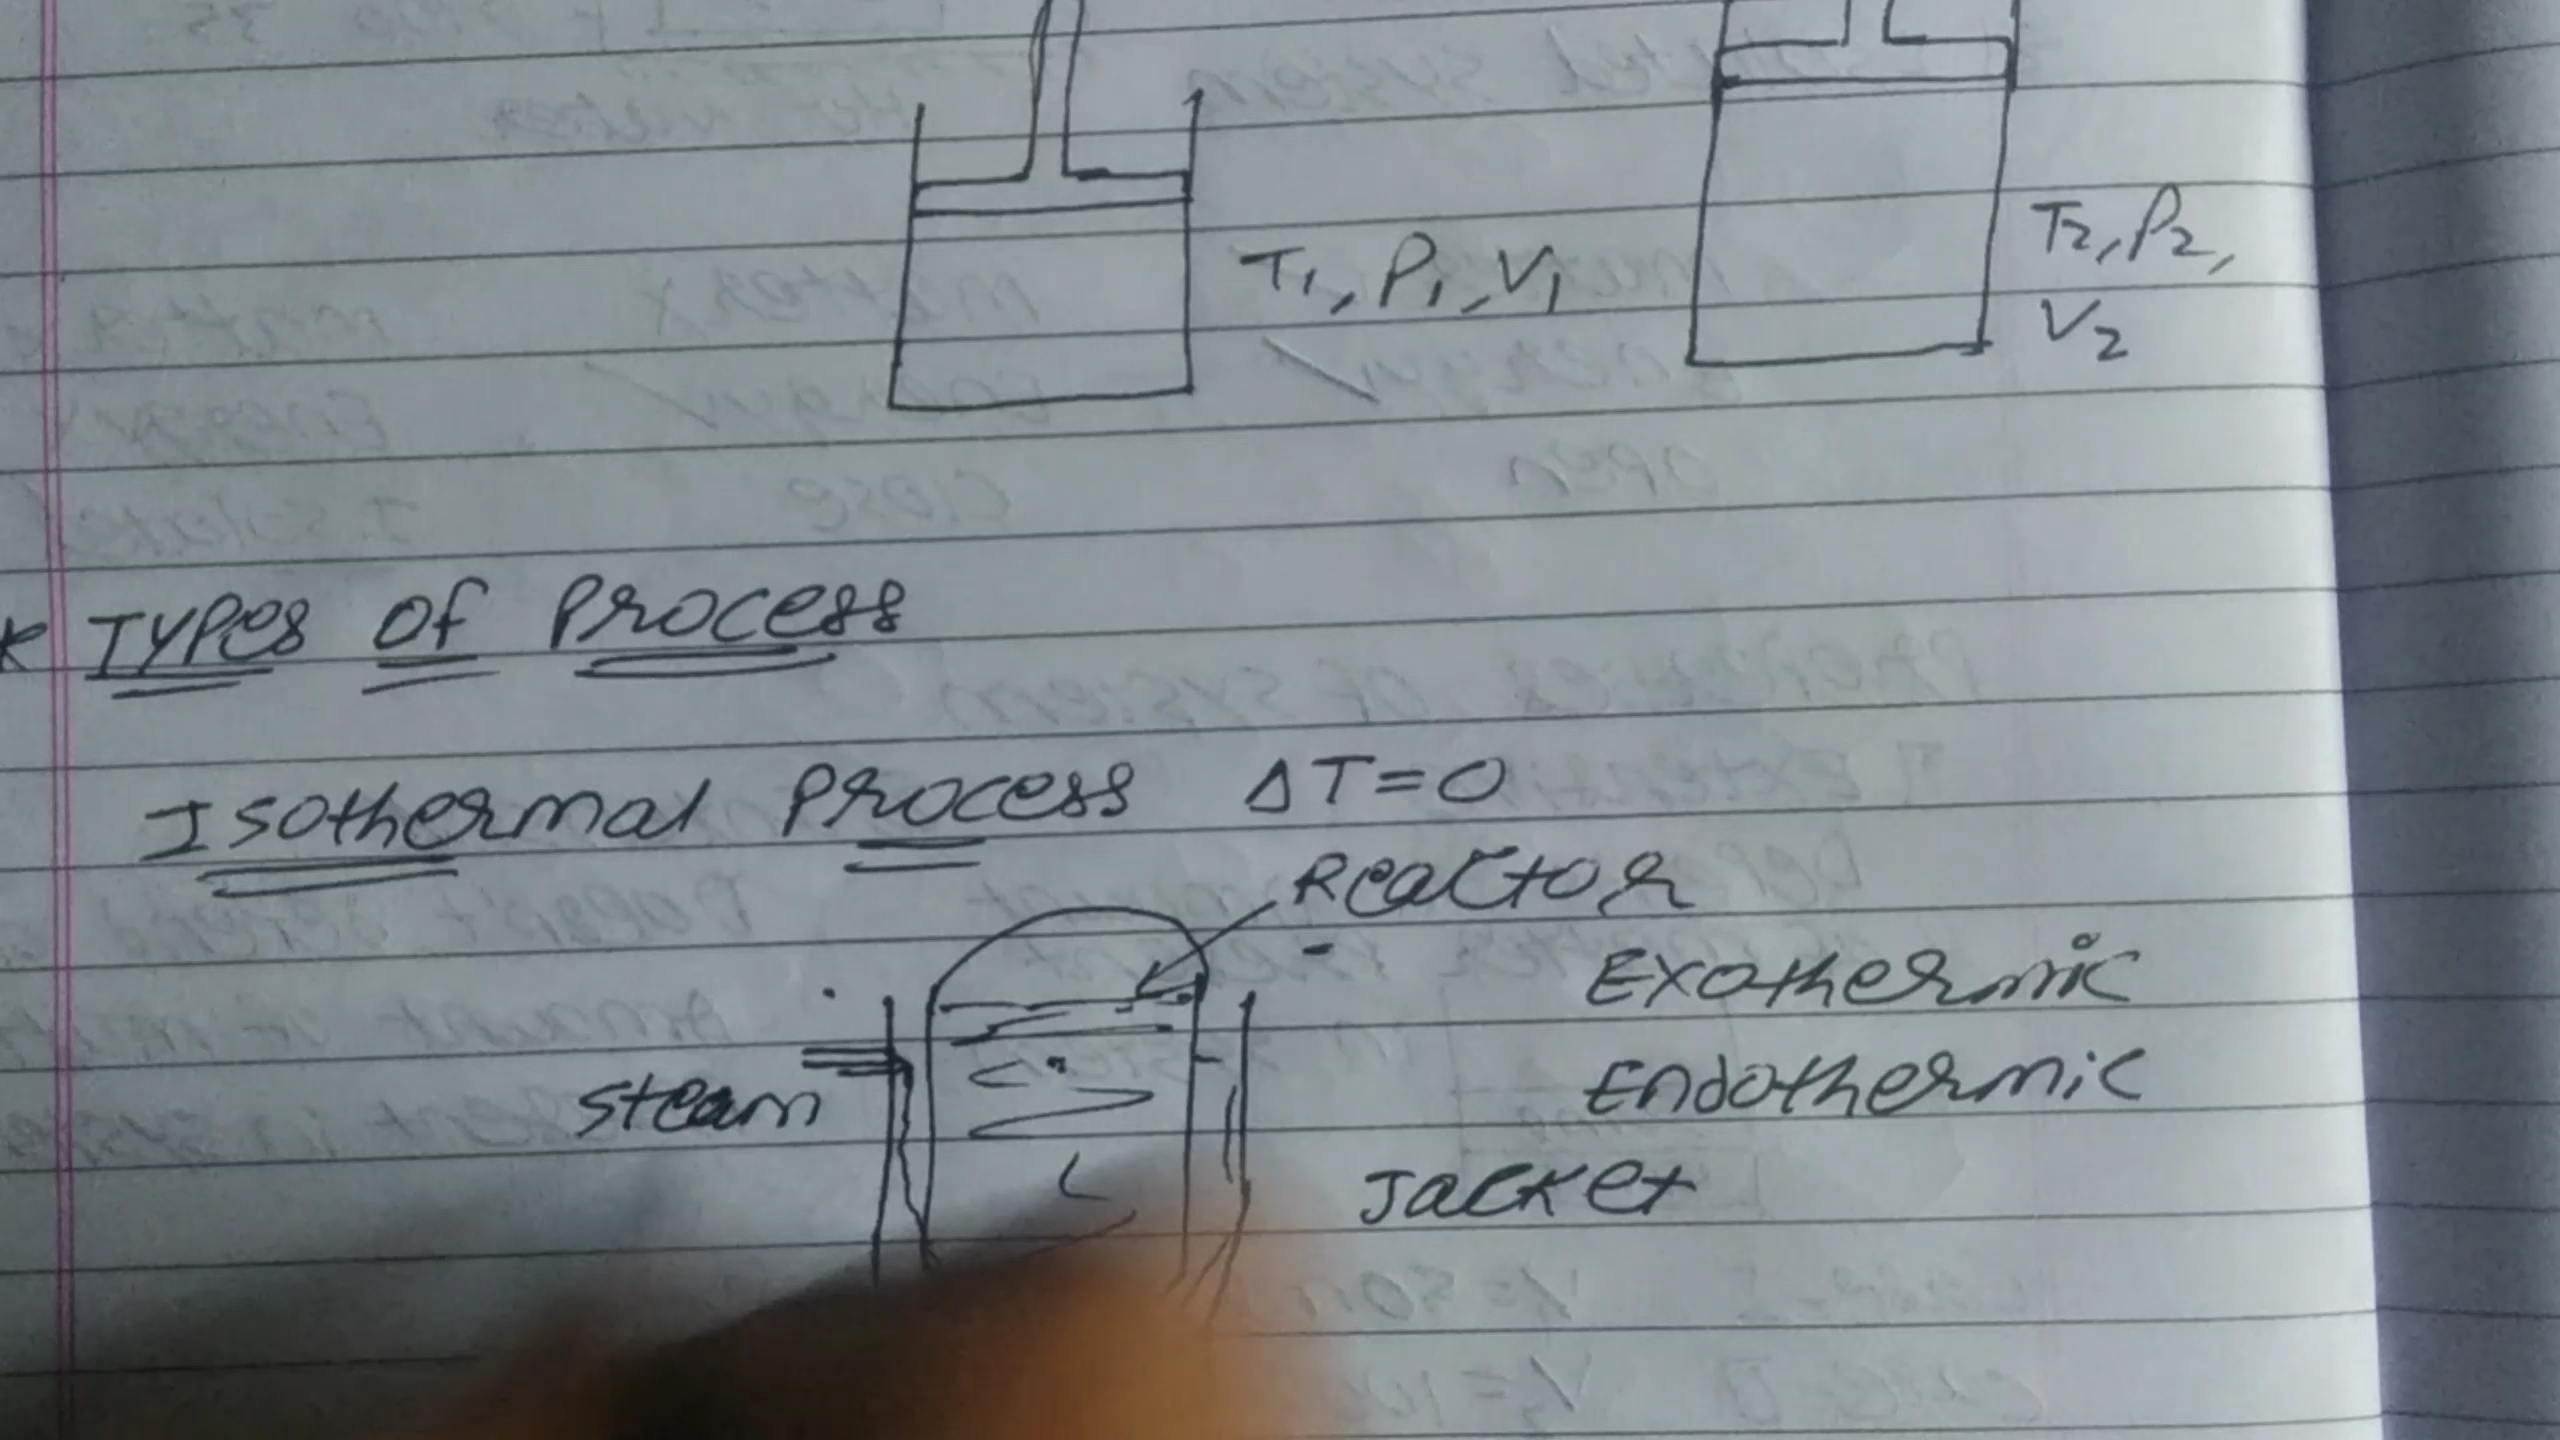 T1, P1, V1
T2, P2,
V2
* Types of Process
Isothermal Process ΔT=0
Reactor
Exothermic
Steam
Endothermic
Jacket